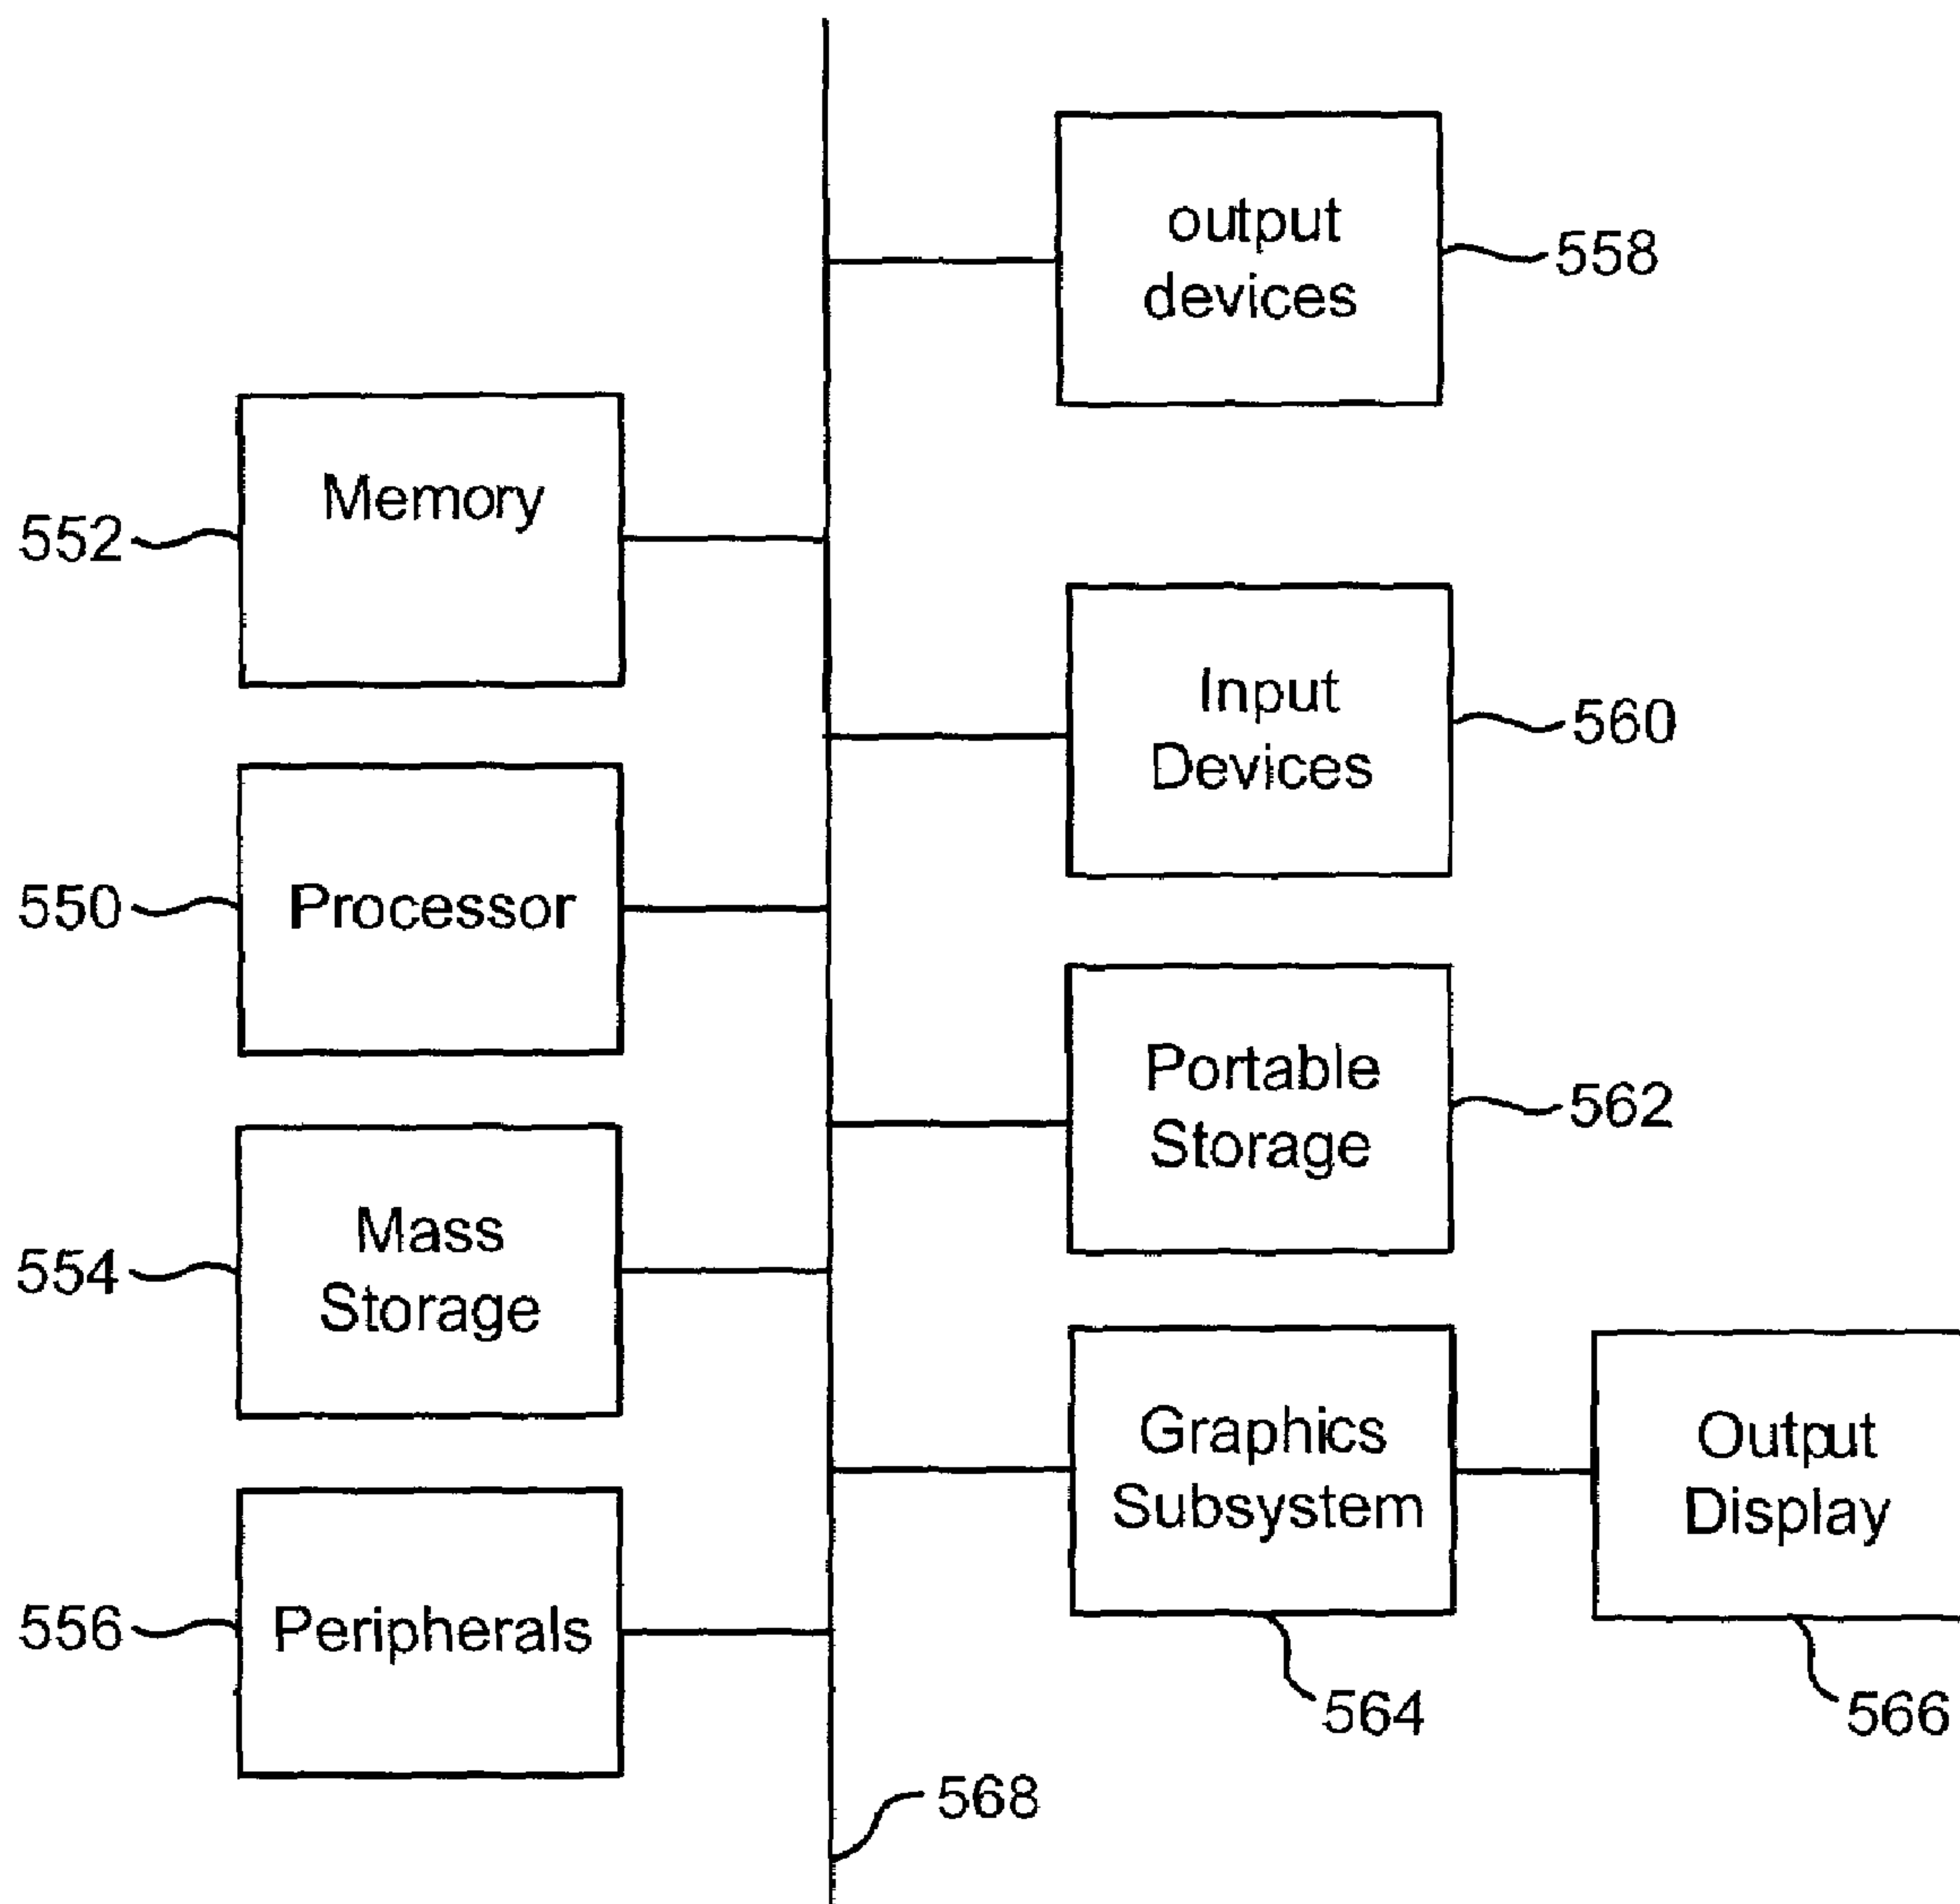 output
devices
558
Memory
552
Input
Devices
560
Processor
550
Portable
Storage
562
Mass
Storage
554
Graphics
Subsystem
564
Output
Display
566
Peripherals
556
568